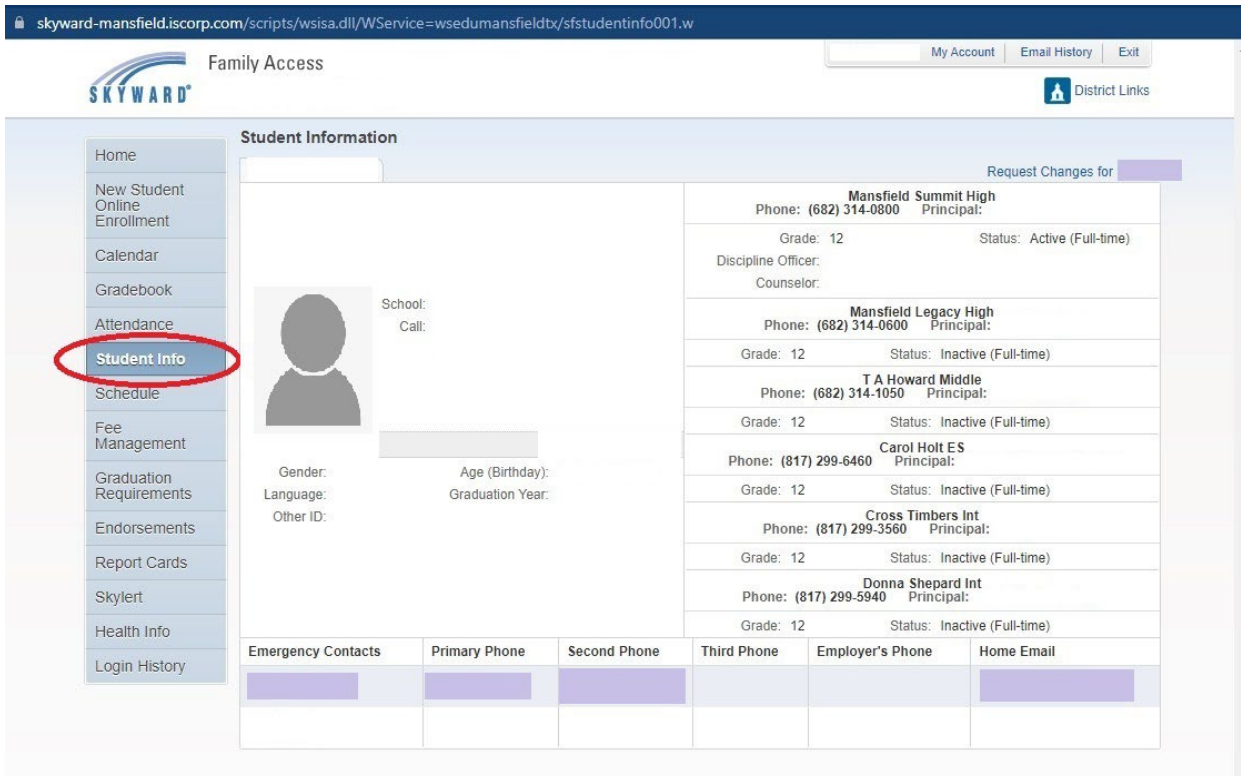 skyward-mansfield.iscorp.com/scripts/wsisa.dll/WService=wsedumansfieldtx/sfstudentinfo001.w
SKYWARD®
Family Access
My Account Email History Exit
District Links
Home
New Student
Online
Enrollment
Calendar
Gradebook
Attendance
Student Info
Schedule
Fee
Management
Graduation
Requirements
Endorsements
Report Cards
Skylert
Health Info
Login History
Student Information
Request Changes for
School:
Call:
Gender: Age (Birthday):
Language: Graduation Year:
Other ID:
Mansfield Summit High
Phone: (682) 314-0800 Principal:
Grade: 12 Status: Active (Full-time)
Discipline Officer:
Counselor:
Mansfield Legacy High
Phone: (682) 314-0600 Principal:
Grade: 12 Status: Inactive (Full-time)
T A Howard Middle
Phone: (682) 314-1050 Principal:
Grade: 12 Status: Inactive (Full-time)
Carol Holt ES
Phone: (817) 299-6460 Principal:
Grade: 12 Status: Inactive (Full-time)
Cross Timbers Int
Phone: (817) 299-3560 Principal:
Grade: 12 Status: Inactive (Full-time)
Donna Shepard Int
Phone: (817) 299-5940 Principal:
Grade: 12 Status: Inactive (Full-time)
Emergency Contacts Primary Phone Second Phone Third Phone Employer's Phone Home Email